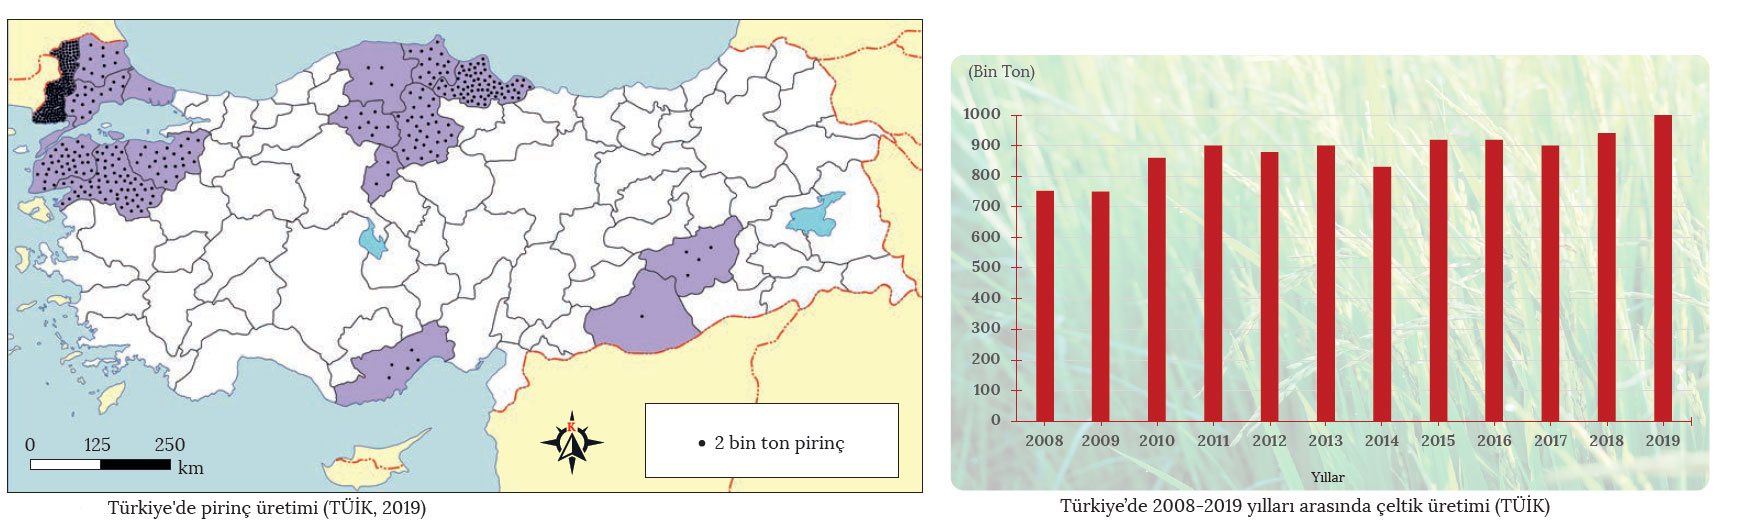 K
2 bin ton pirinç
0 125 250
km
Türkiye'de pirinç üretimi (TÜİK, 2019)
(Bin Ton)
1000
900
800
700
600
500
400
300
200
100
0
2008 2009 2010 2011 2012 2013 2014 2015 2016 2017 2018 2019
Yıllar
Türkiye’de 2008-2019 yılları arasında çeltik üretimi (TÜİK)